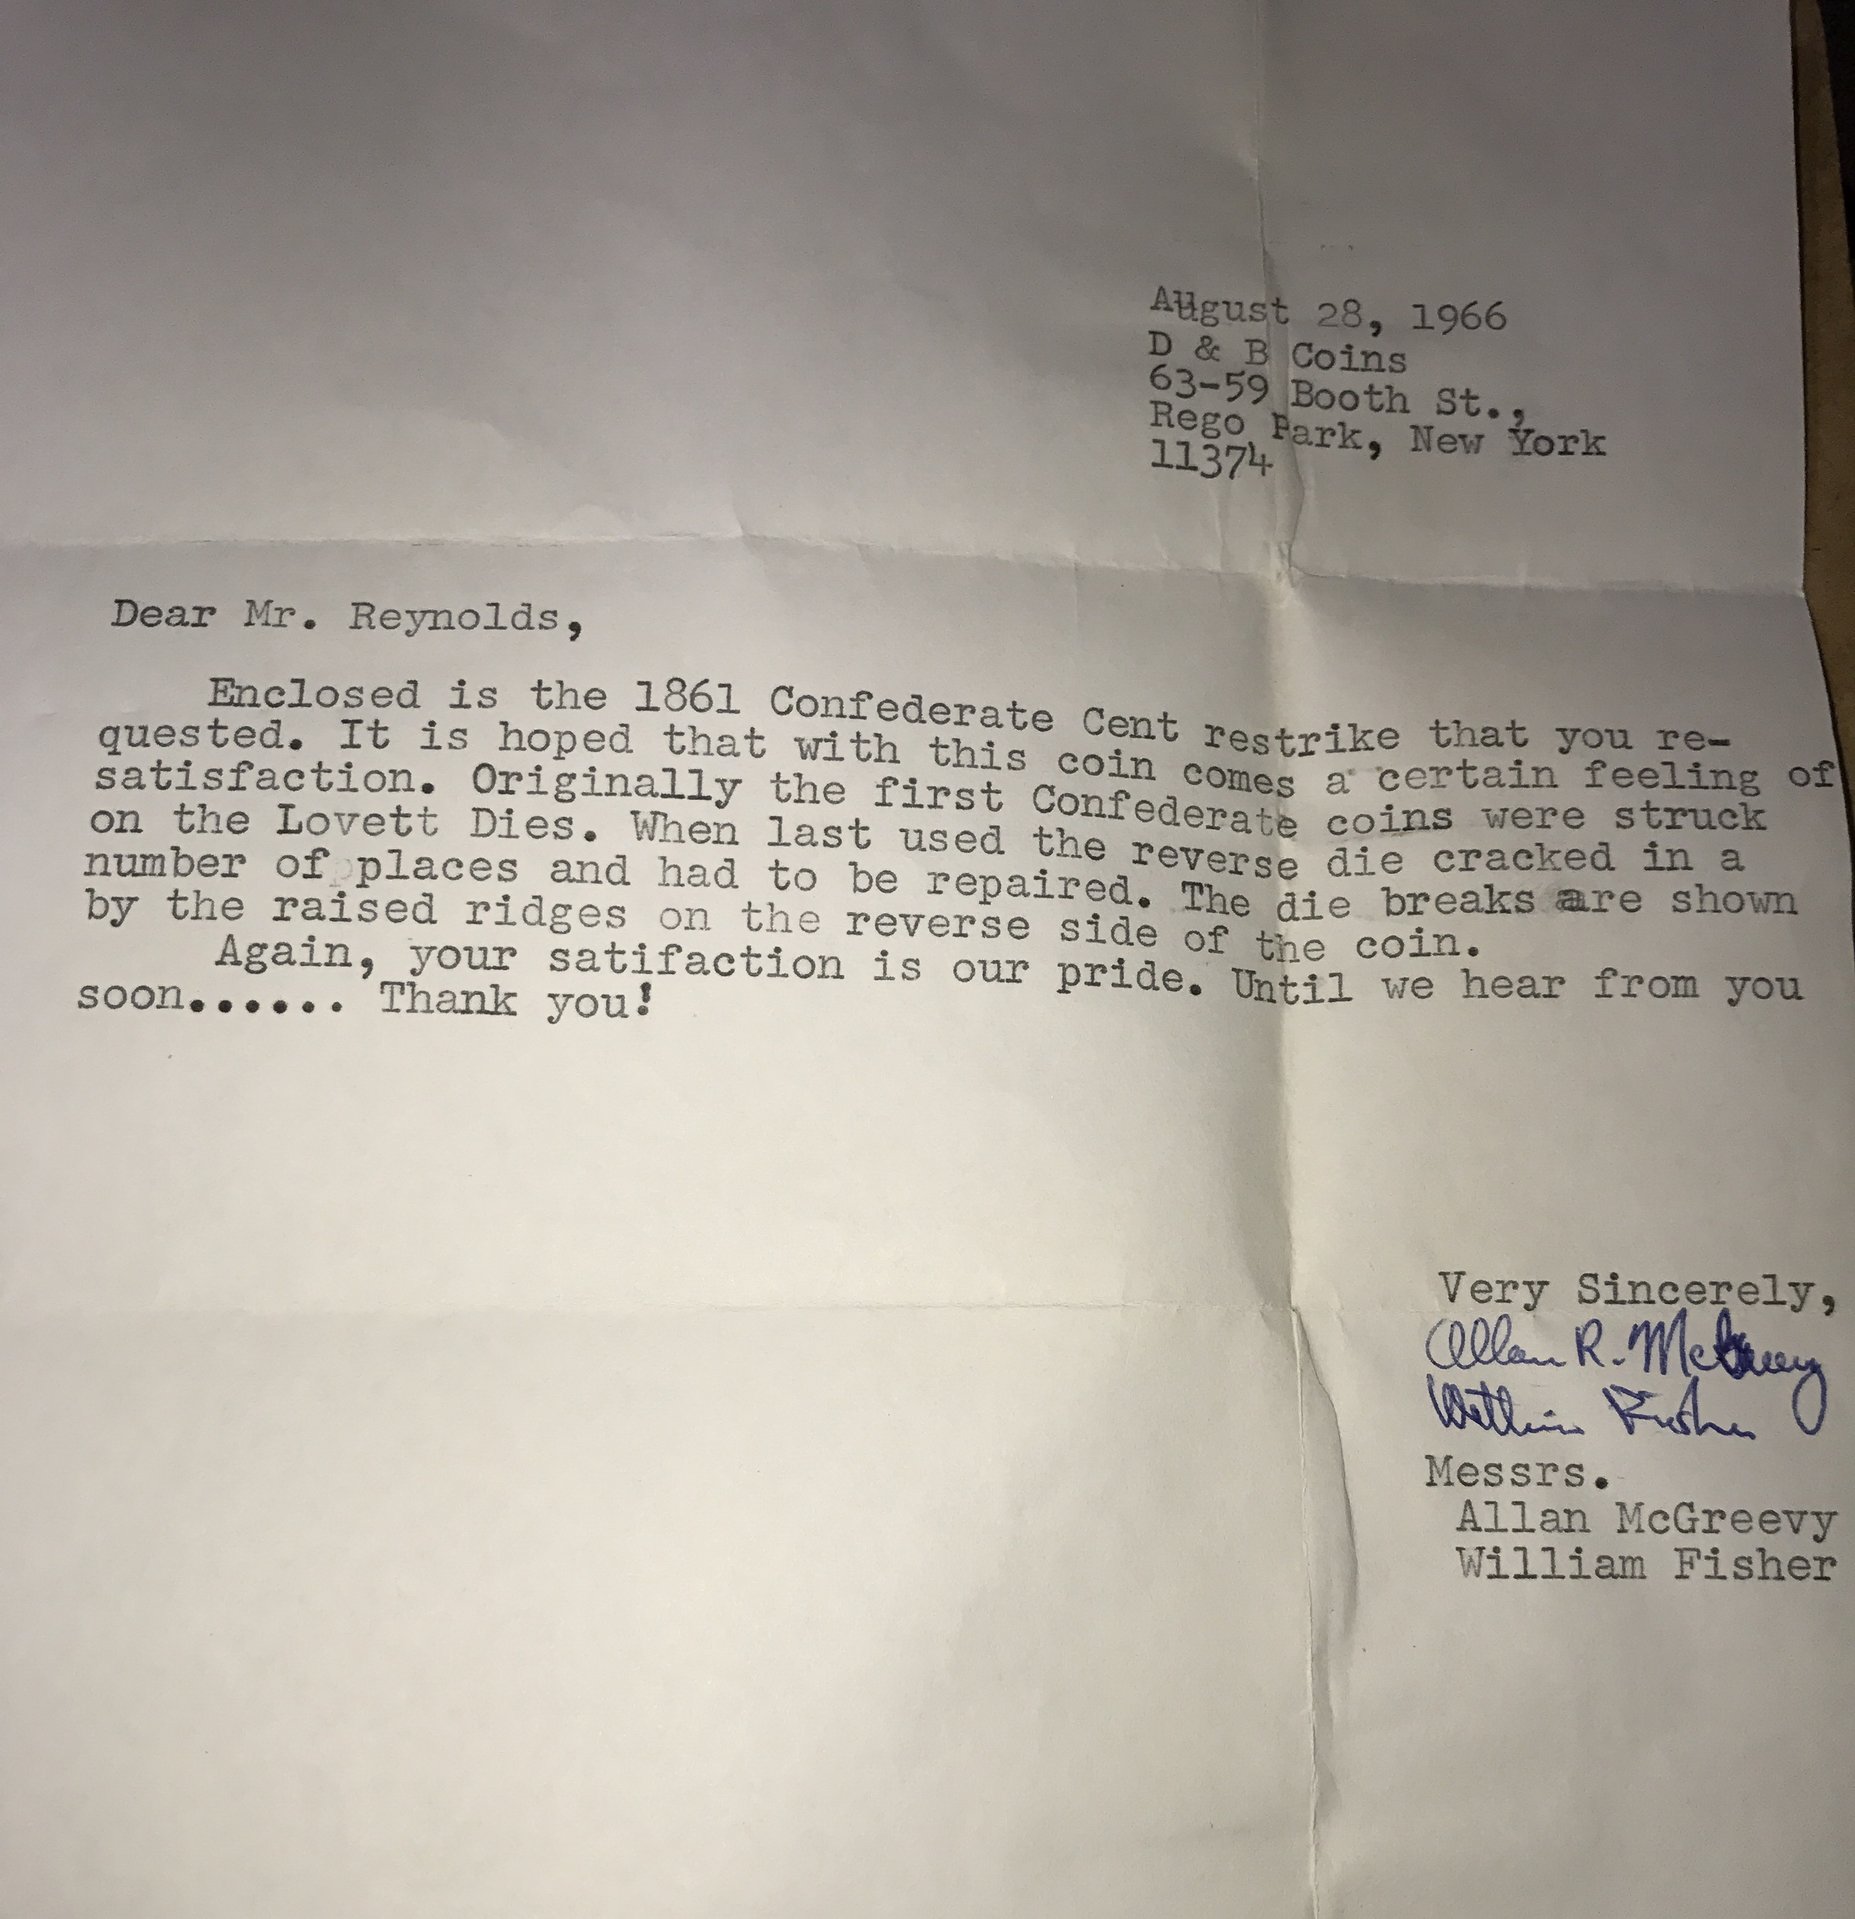 August 28, 1966
D & B Coins
63-59 Booth St.,
Rego Park, New York
11374
Dear Mr. Reynolds,
Enclosed is the 1861 Confederate Cent restrike that you re-
quested. It is hoped that with this coin comes a certain feeling of
satisfaction. Originally the first Confederate coins were struck
on the Lovett Dies. When last used the reverse die cracked in a
number of places and had to be repaired. The die breaks are shown
by the raised ridges on the reverse side of the coin.
Again, your satifaction is our pride. Until we hear from you
soon...... Thank you!
Very Sincerely,
Allan R. McGreevy
William Fisher
Messrs.
Allan McGreevy
William Fisher